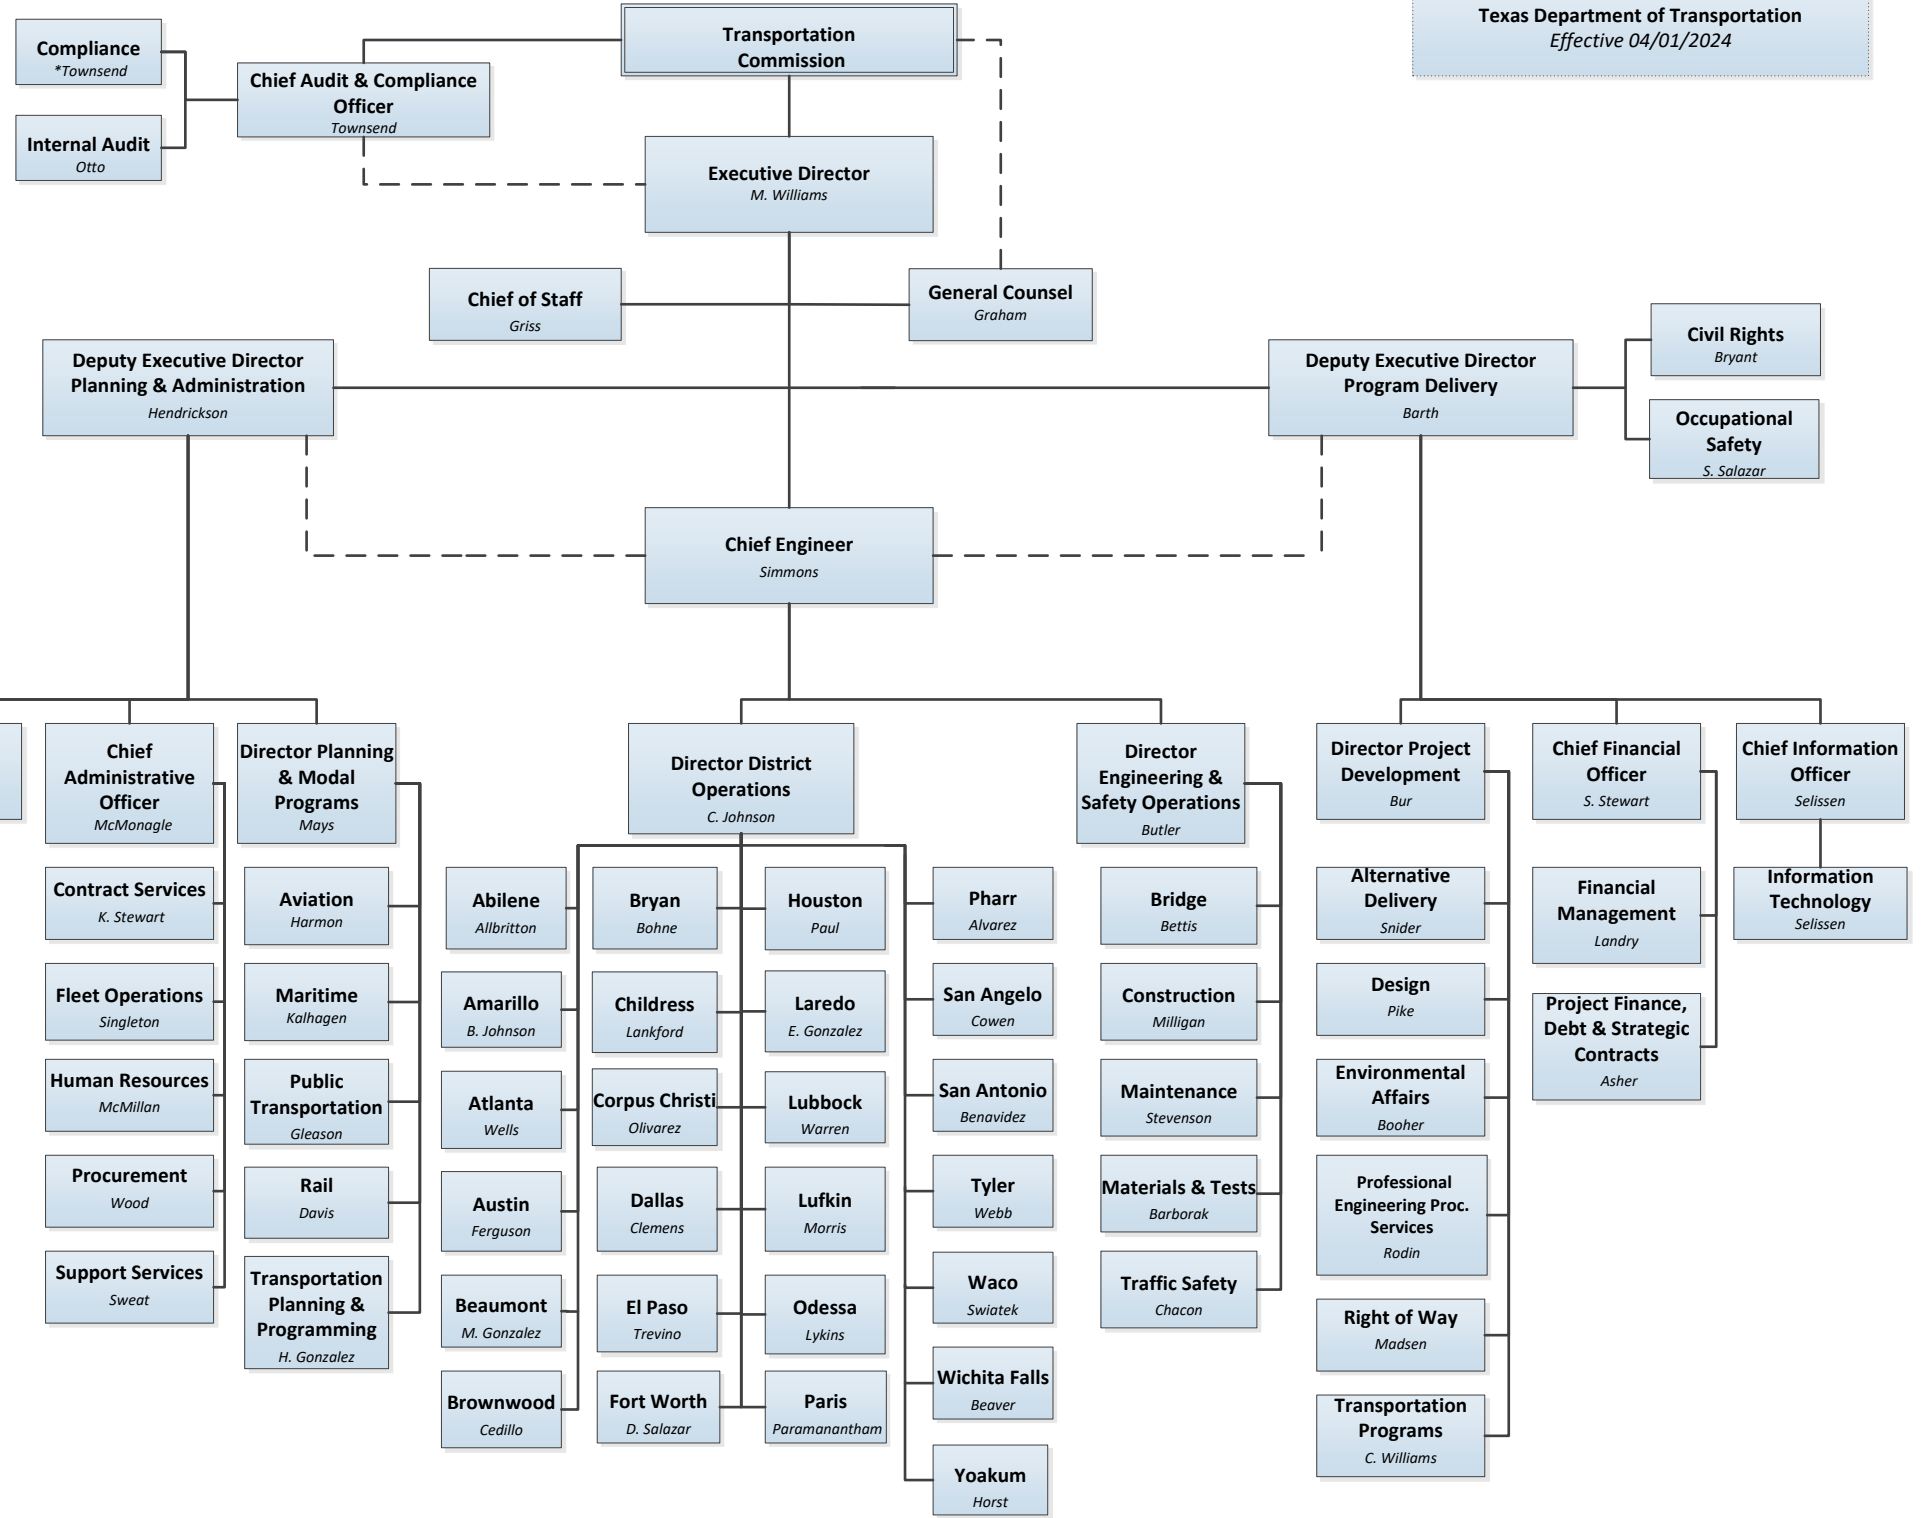 Texas Department of Transportation
Effective 04/01/2024
Transportation
Commission
Compliance
*Townsend
Chief Audit & Compliance
Officer
Townsend
Internal Audit
Otto
Executive Director
M. Williams
Chief of Staff
Griss
General Counsel
Graham
Deputy Executive Director
Planning & Administration
Hendrickson
Deputy Executive Director
Program Delivery
Barth
Civil Rights
Bryant
Occupational
Safety
S. Salazar
Chief Engineer
Simmons
Chief
Administrative
Officer
McMonagle
Contract Services
K. Stewart
Fleet Operations
Singleton
Human Resources
McMillan
Procurement
Wood
Support Services
Sweat
Director Planning
& Modal
Programs
Mays
Aviation
Harmon
Maritime
Kalhagen
Public
Transportation
Gleason
Rail
Davis
Transportation
Planning &
Programming
H. Gonzalez
Director District
Operations
C. Johnson
Abilene
Allbritton
Amarillo
B. Johnson
Atlanta
Wells
Austin
Ferguson
Beaumont
M. Gonzalez
Brownwood
Cedillo
Bryan
Bohne
Childress
Lankford
Corpus Christi
Olivarez
Dallas
Clemens
El Paso
Trevino
Fort Worth
D. Salazar
Houston
Paul
Laredo
E. Gonzalez
Lubbock
Warren
Lufkin
Morris
Odessa
Lykins
Paris
Paramanantham
Pharr
Alvarez
San Angelo
Cowen
San Antonio
Benavidez
Tyler
Webb
Waco
Swiatek
Wichita Falls
Beaver
Yoakum
Horst
Director
Engineering &
Safety Operations
Butler
Bridge
Bettis
Construction
Milligan
Maintenance
Stevenson
Materials & Tests
Barborak
Traffic Safety
Chacon
Director Project
Development
Bur
Alternative
Delivery
Snider
Design
Pike
Environmental
Affairs
Booher
Professional
Engineering Proc.
Services
Rodin
Right of Way
Madsen
Transportation
Programs
C. Williams
Chief Financial
Officer
S. Stewart
Financial
Management
Landry
Project Finance,
Debt & Strategic
Contracts
Asher
Chief Information
Officer
Selissen
Information
Technology
Selissen